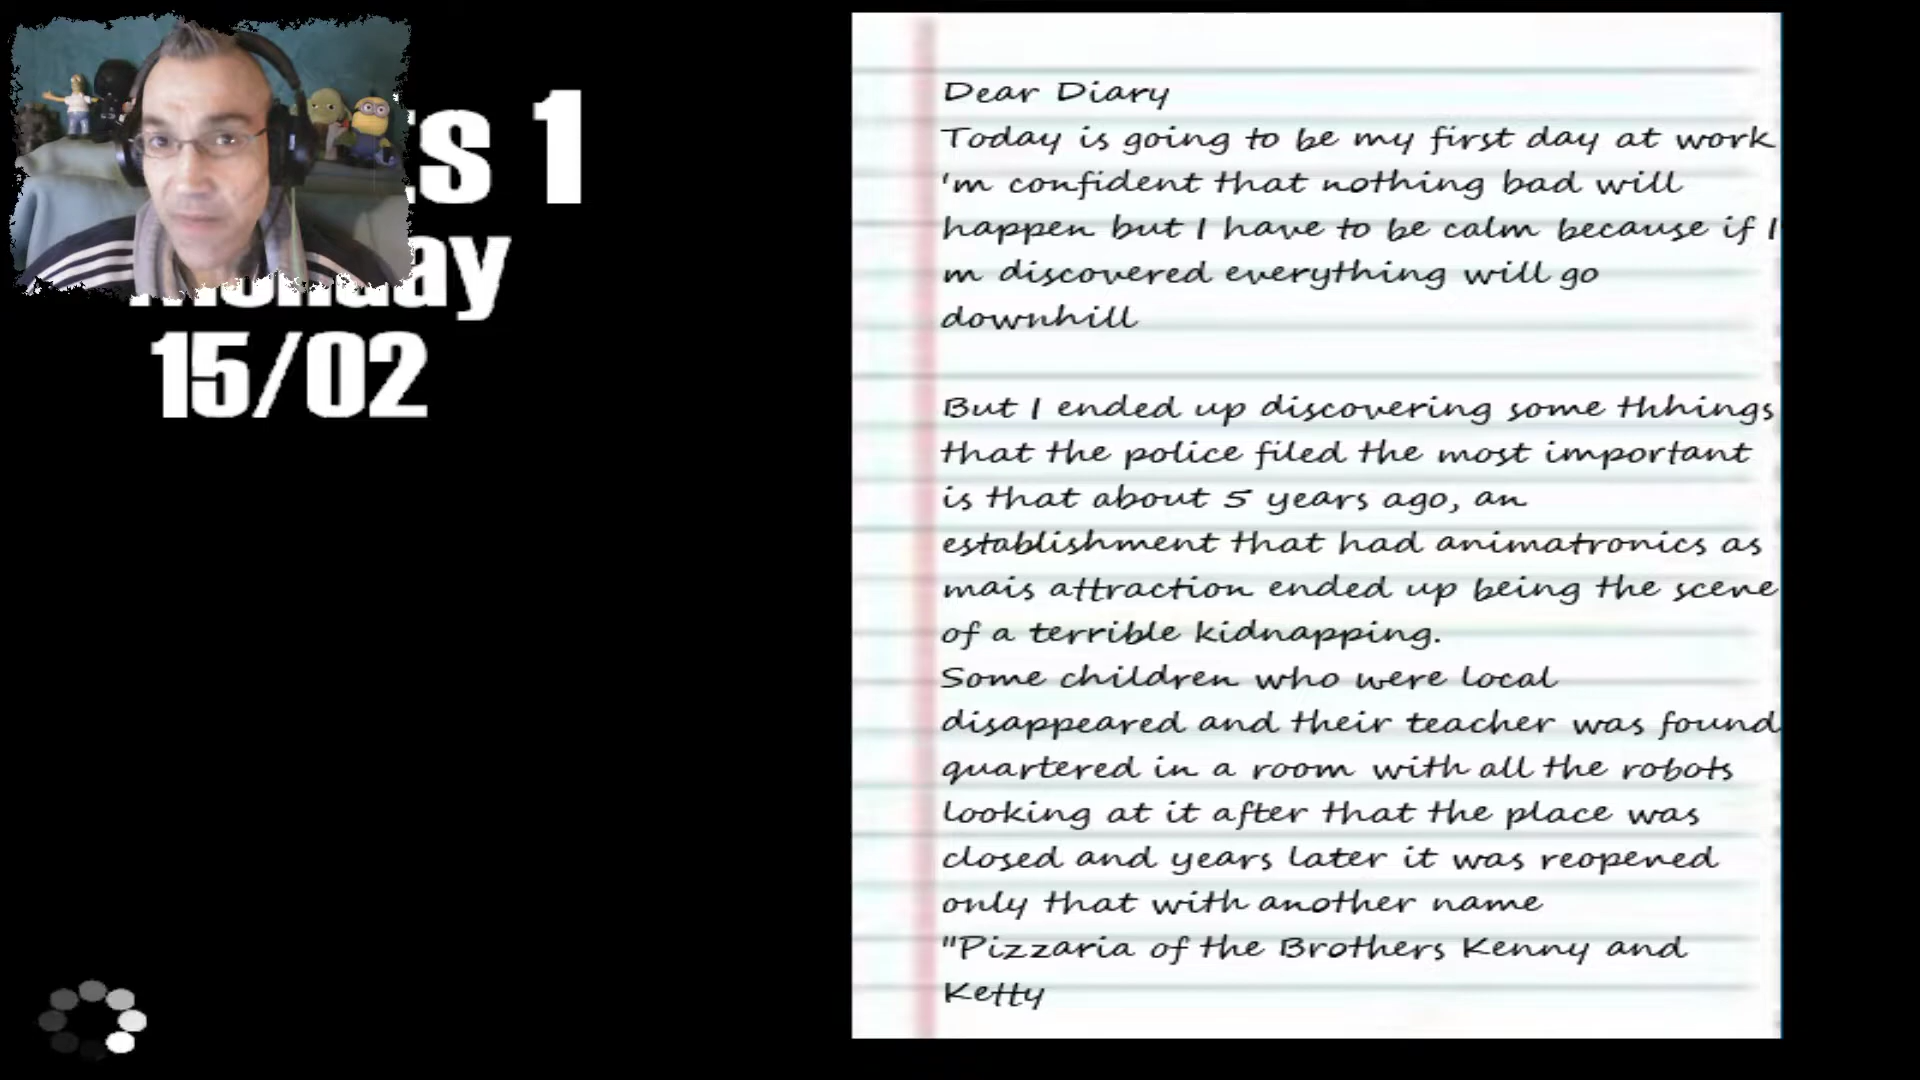 ts 1
Monday
15/02
Dear Diary
Today is going to be my first day at work
'm confident that nothing bad will
happen but I have to be calm because if I
m discovered everything will go
downhill
But I ended up discovering some thhings
that the police filed the most important
is that about 5 years ago, an
establishment that had animatronics as
mais attraction ended up being the scene
of a terrible kidnapping.
Some children who were local
disappeared and their teacher was found
quartered in a room with all the robots
looking at it after that the place was
closed and years later it was reopened
only that with another name
"Pizzaria of the Brothers Kenny and
Ketty